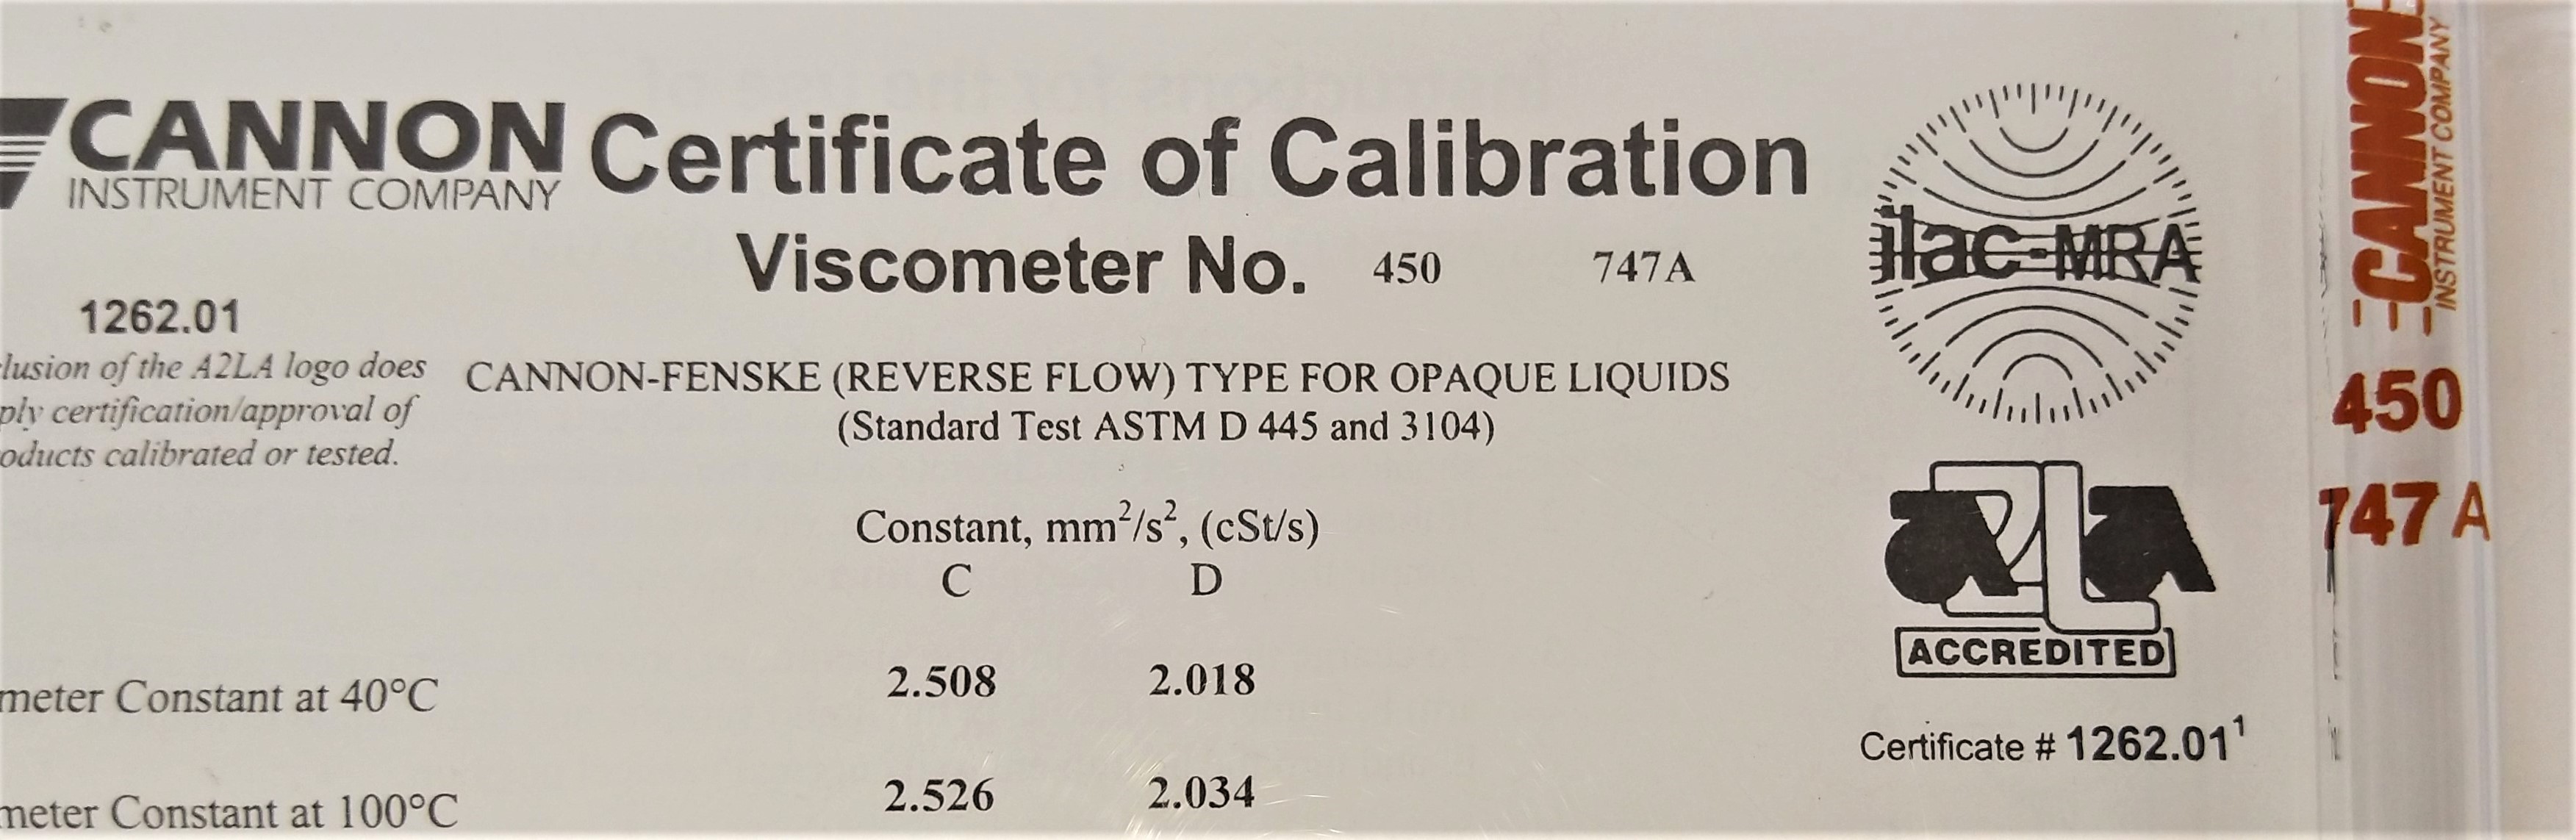 CANNON
INSTRUMENT COMPANY
Certificate of Calibration
Viscometer No. 450 747A
1262.01
lusion of the A2LA logo does
ply certification/approval of
oducts calibrated or tested.
CANNON-FENSKE (REVERSE FLOW) TYPE FOR OPAQUE LIQUIDS
(Standard Test ASTM D 445 and 3104)
Constant, mm²/s², (cSt/s)
C D
meter Constant at 40°C 2.508 2.018
meter Constant at 100°C 2.526 2.034
ilac-MRA
A2LA
ACCREDITED
Certificate # 1262.01¹
CANNON
INSTRUMENT COMPANY
450
747 A